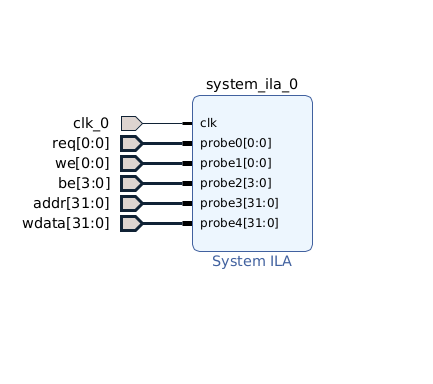 system_ila_0
clk_0 clk
req[0:0] probe0[0:0]
we[0:0] probe1[0:0]
be[3:0] probe2[3:0]
addr[31:0] probe3[31:0]
wdata[31:0] probe4[31:0]
System ILA